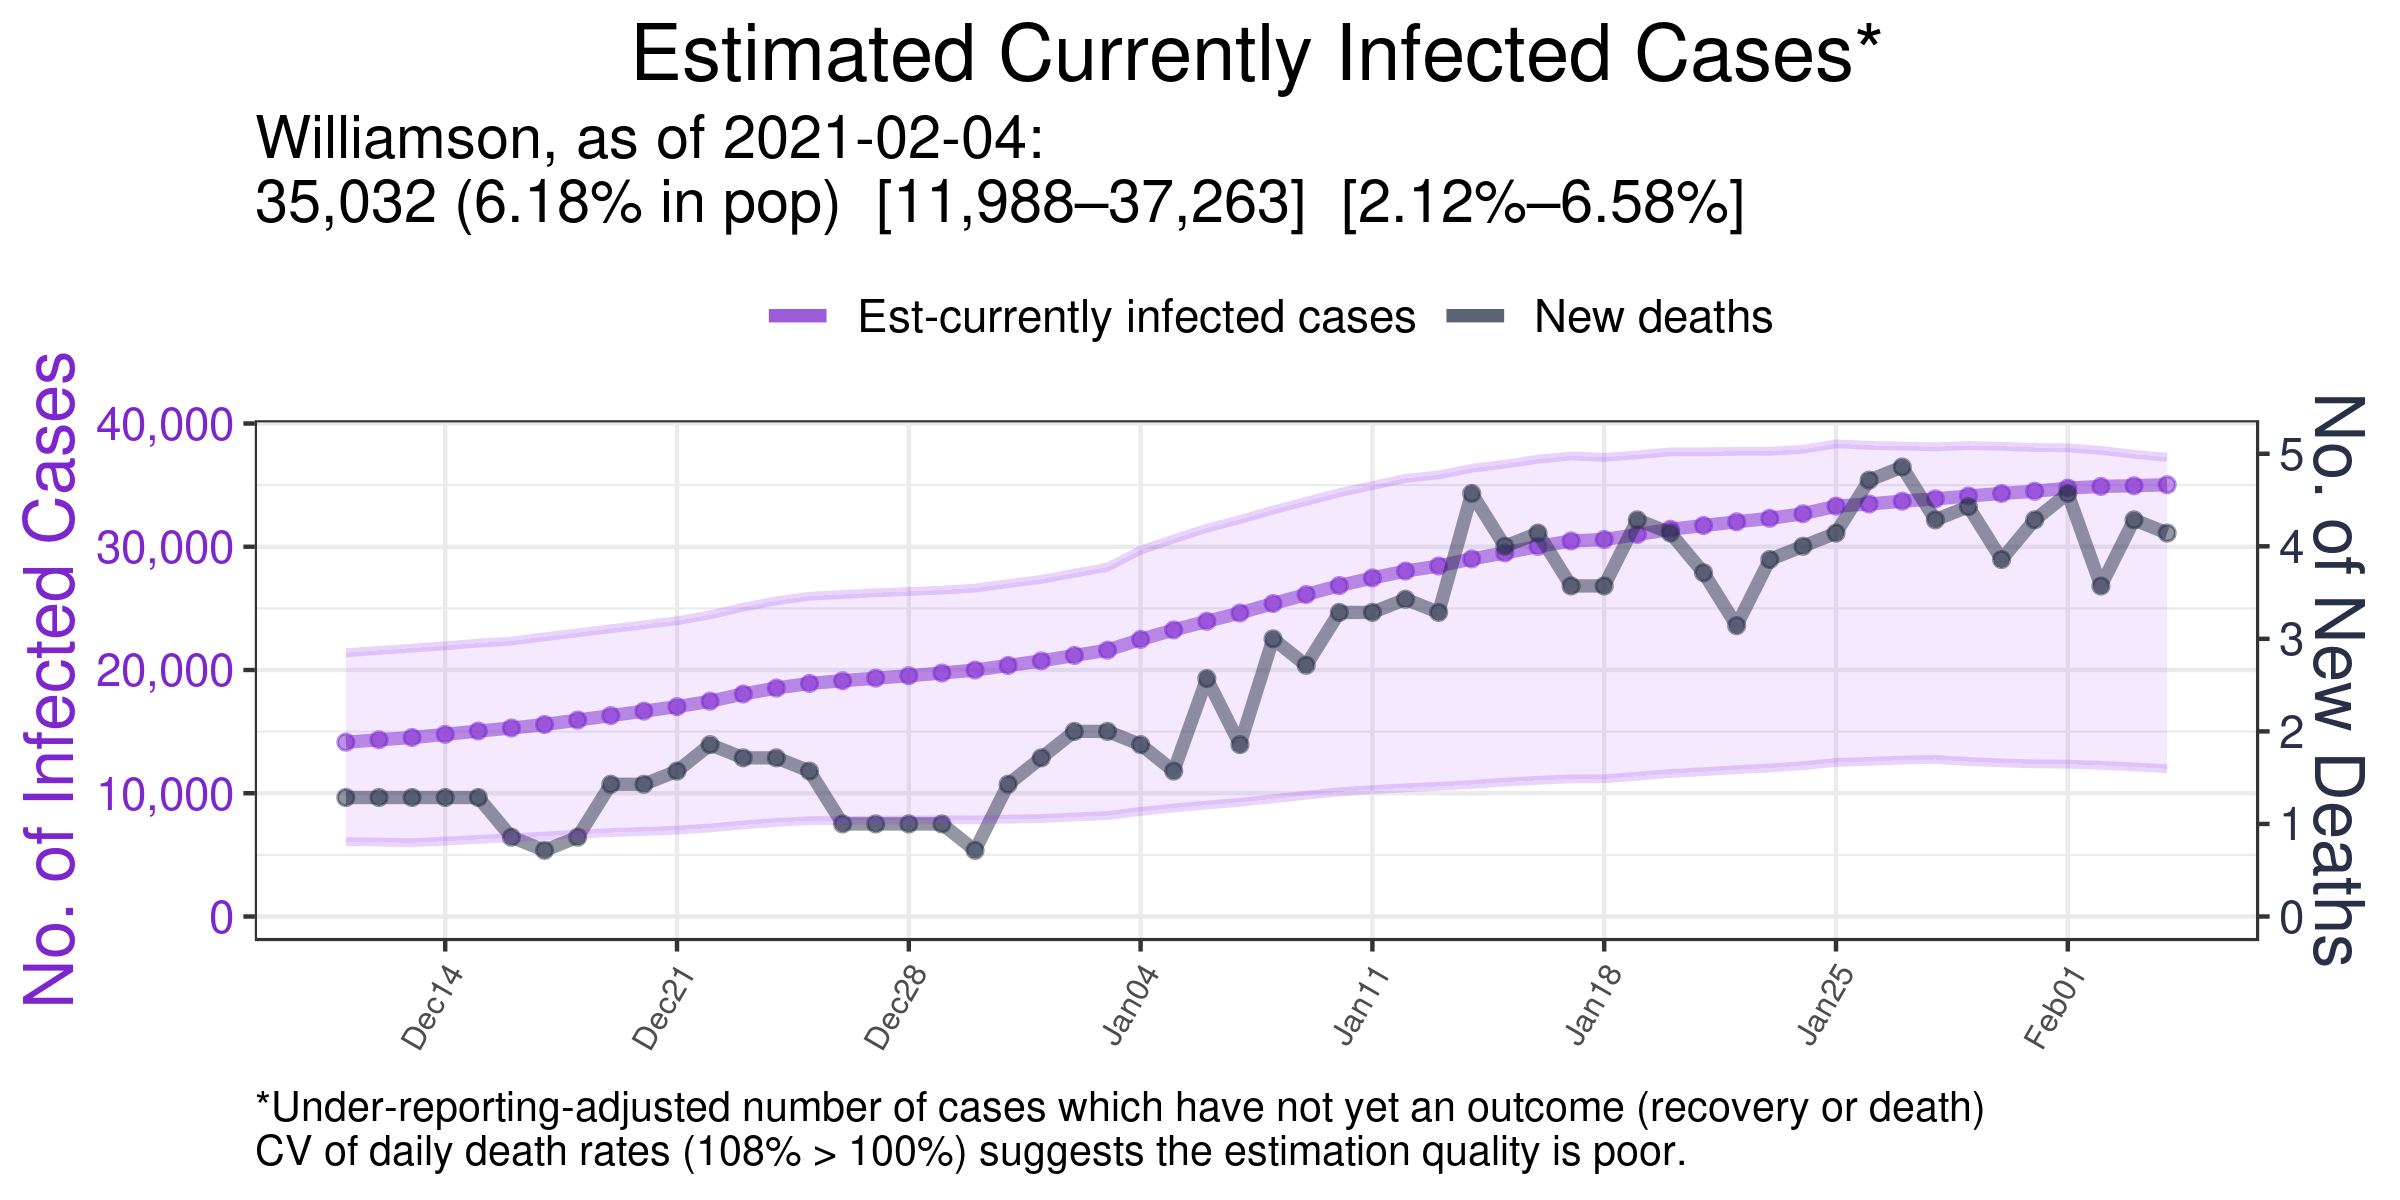 Estimated Currently Infected Cases*
Williamson, as of 2021-02-04:
35,032 (6.18% in pop)  [11,988–37,263]  [2.12%–6.58%]
Est-currently infected cases
New deaths
No. of Infected Cases
40,000
30,000
20,000
10,000
0
5
4
3
2
1
0
No. of New Deaths
Dec14
Dec21
Dec28
Jan04
Jan11
Jan18
Jan25
Feb01
*Under-reporting-adjusted number of cases which have not yet an outcome (recovery or death)
CV of daily death rates (108% > 100%) suggests the estimation quality is poor.